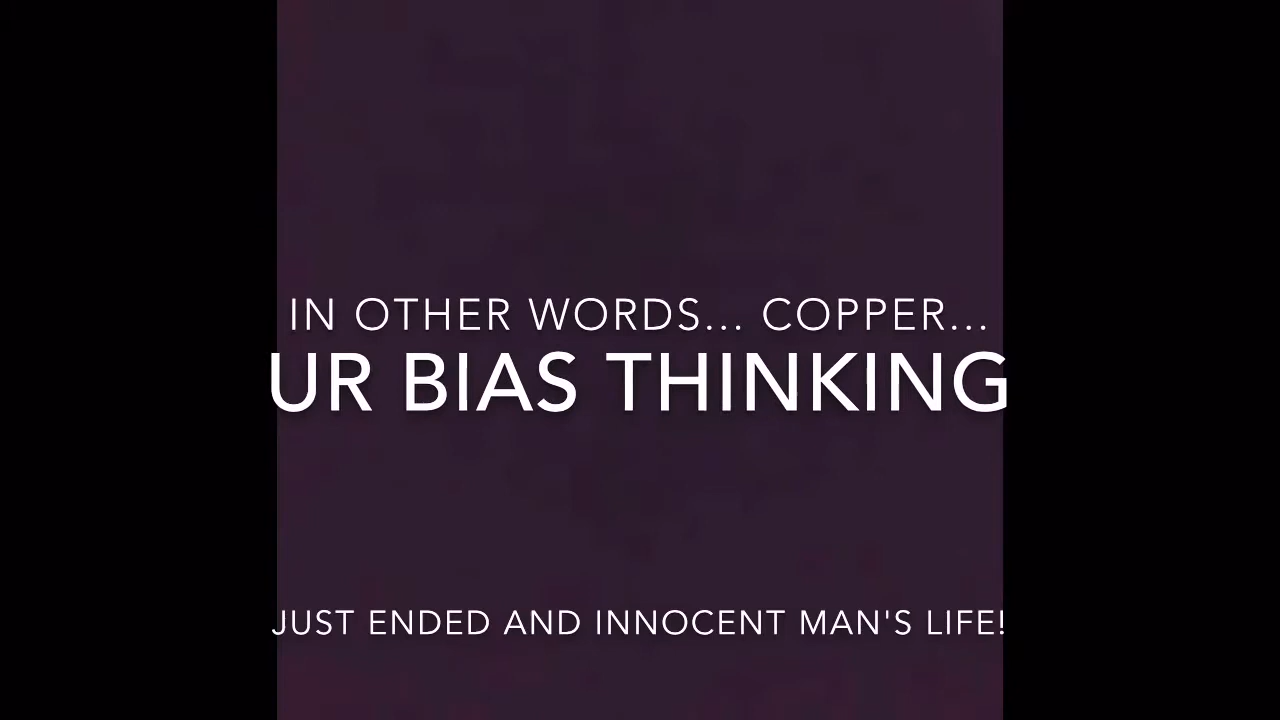 IN OTHER WORDS... COPPER...
UR BIAS THINKING
JUST ENDED AND INNOCENT MAN'S LIFE!